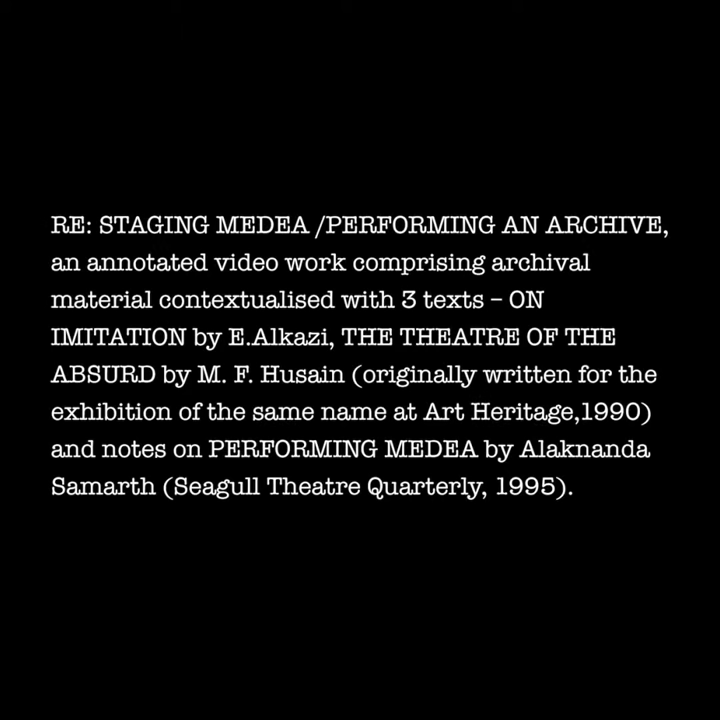 RE: STAGING MEDEA /PERFORMING AN ARCHIVE,
an annotated video work comprising archival
material contextualised with 3 texts – ON
IMITATION by E.Alkazi, THE THEATRE OF THE
ABSURD by M. F. Husain (originally written for the
exhibition of the same name at Art Heritage,1990)
and notes on PERFORMING MEDEA by Alaknanda
Samarth (Seagull Theatre Quarterly, 1995).